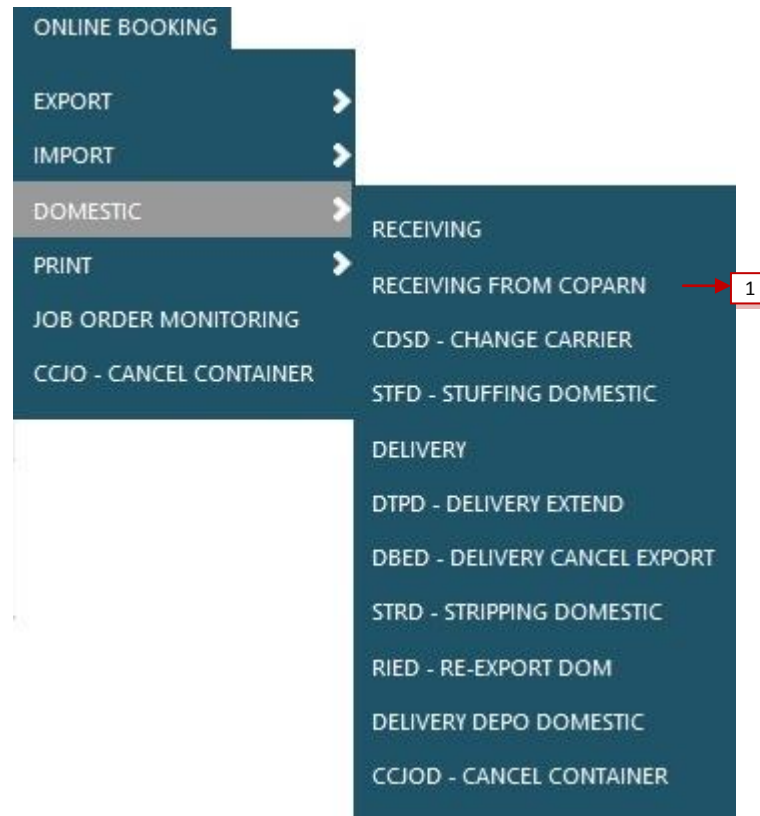 ONLINE BOOKING
EXPORT
IMPORT
DOMESTIC
PRINT
JOB ORDER MONITORING
CCJO - CANCEL CONTAINER
RECEIVING
RECEIVING FROM COPARN
1
CDSD - CHANGE CARRIER
STFD - STUFFING DOMESTIC
DELIVERY
DTPD - DELIVERY EXTEND
DBED - DELIVERY CANCEL EXPORT
STRD - STRIPPING DOMESTIC
RIED - RE-EXPORT DOM
DELIVERY DEPO DOMESTIC
CCJOD - CANCEL CONTAINER